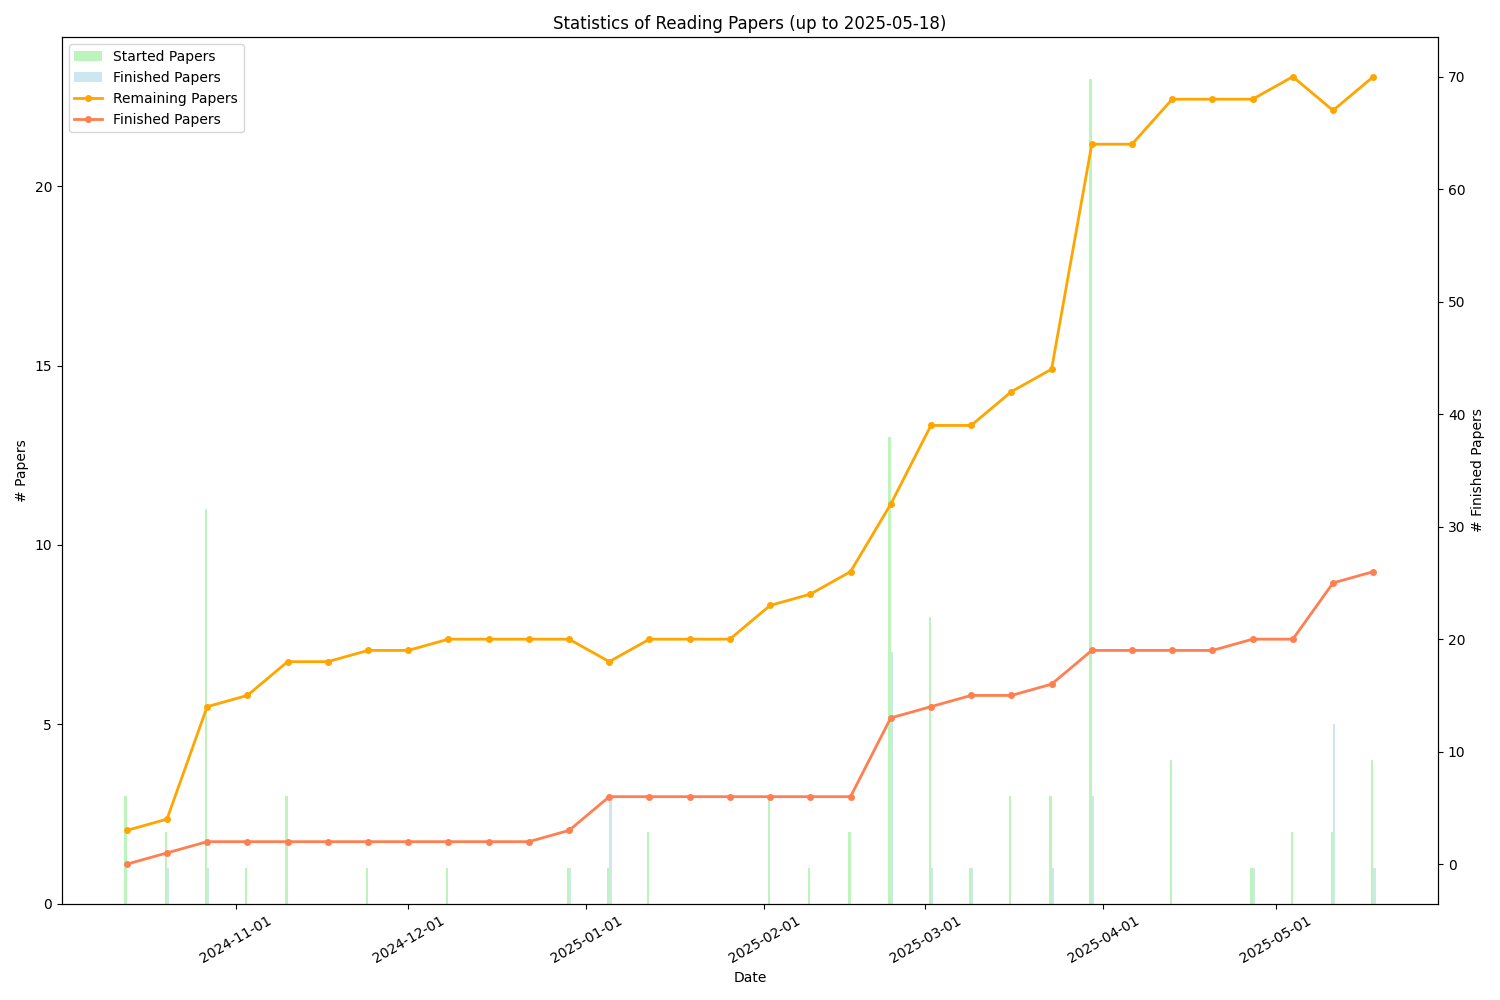 Statistics of Reading Papers (up to 2025-05-18)
Started Papers
Finished Papers
Remaining Papers
Finished Papers
# Papers
20
15
10
5
0
70
60
50
40
30
20
10
0
# Finished Papers
2024-11-01
2024-12-01
2025-01-01
2025-02-01
2025-03-01
2025-04-01
2025-05-01
Date